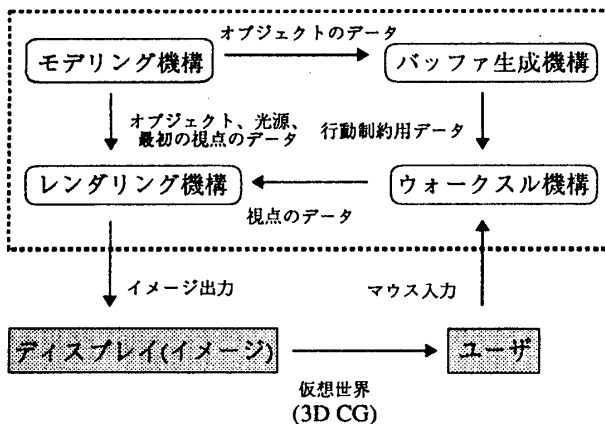 オブジェクトのデータ
モデリング機構
バッファ生成機構
オブジェクト、光源、
最初の視点のデータ
行動制約用データ
レンダリング機構
ウォークスル機構
視点のデータ
イメージ出力
マウス入力
ディスプレイ(イメージ)
ユーザ
仮想世界
(3D CG)